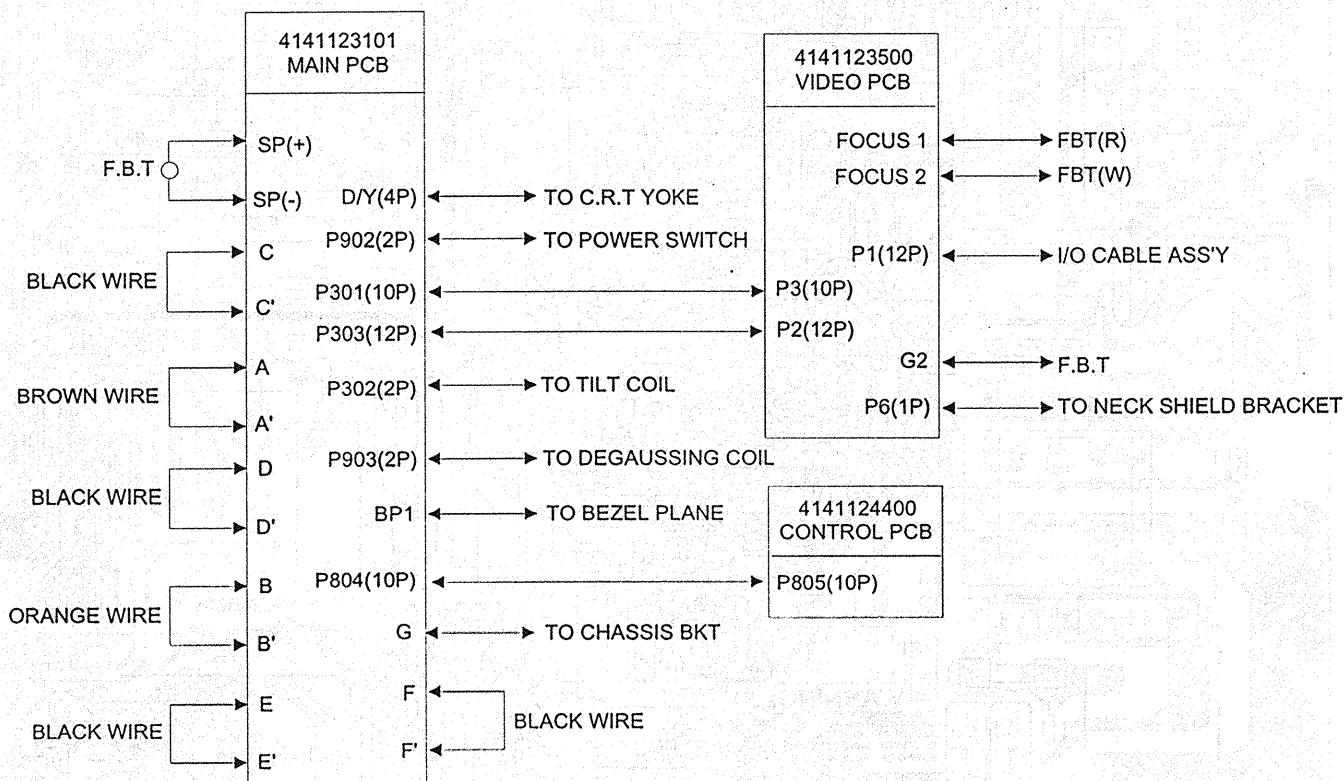 4141123101
MAIN PCB
F.B.T
SP(+)
SP(-)
BLACK WIRE
C
C'
BROWN WIRE
A
A'
BLACK WIRE
D
D'
ORANGE WIRE
B
B'
BLACK WIRE
E
E'
D/Y(4P)
TO C.R.T YOKE
P902(2P)
TO POWER SWITCH
P301(10P)
P303(12P)
P302(2P)
TO TILT COIL
P903(2P)
TO DEGAUSSING COIL
BP1
TO BEZEL PLANE
P804(10P)
G
TO CHASSIS BKT
F
F'
BLACK WIRE
4141123500
VIDEO PCB
FOCUS 1
FBT(R)
FOCUS 2
FBT(W)
P1(12P)
I/O CABLE ASS'Y
P3(10P)
P2(12P)
G2
F.B.T
P6(1P)
TO NECK SHIELD BRACKET
4141124400
CONTROL PCB
P805(10P)